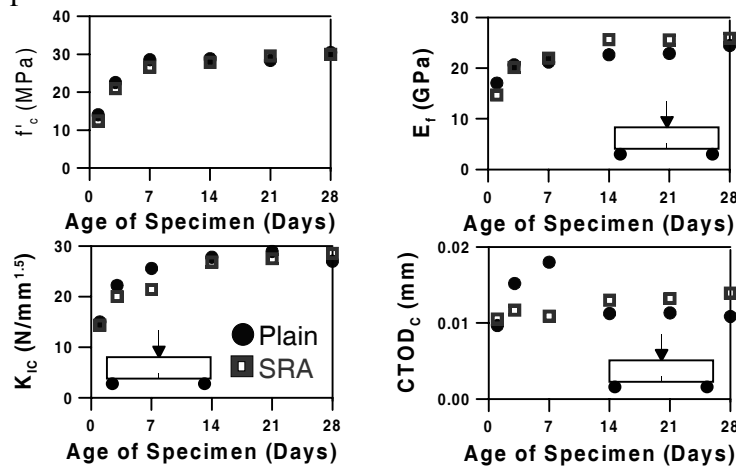 p
40
30
20
10
0
f'c (MPa)
0 7 14 21 28
Age of Specimen (Days)
30
20
10
0
Ef (GPa)
0 7 14 21 28
Age of Specimen (Days)
30
20
10
0
KIC (N/mm1.5)
Plain
SRA
0 7 14 21 28
Age of Specimen (Days)
0.02
0.01
0.00
CTODC (mm)
0 7 14 21 28
Age of Specimen (Days)